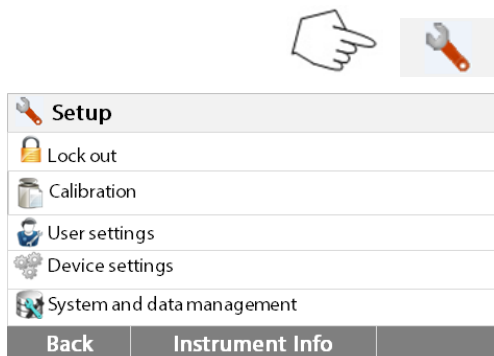 Setup
Lock out
Calibration
User settings
Device settings
System and data management
Back Instrument Info